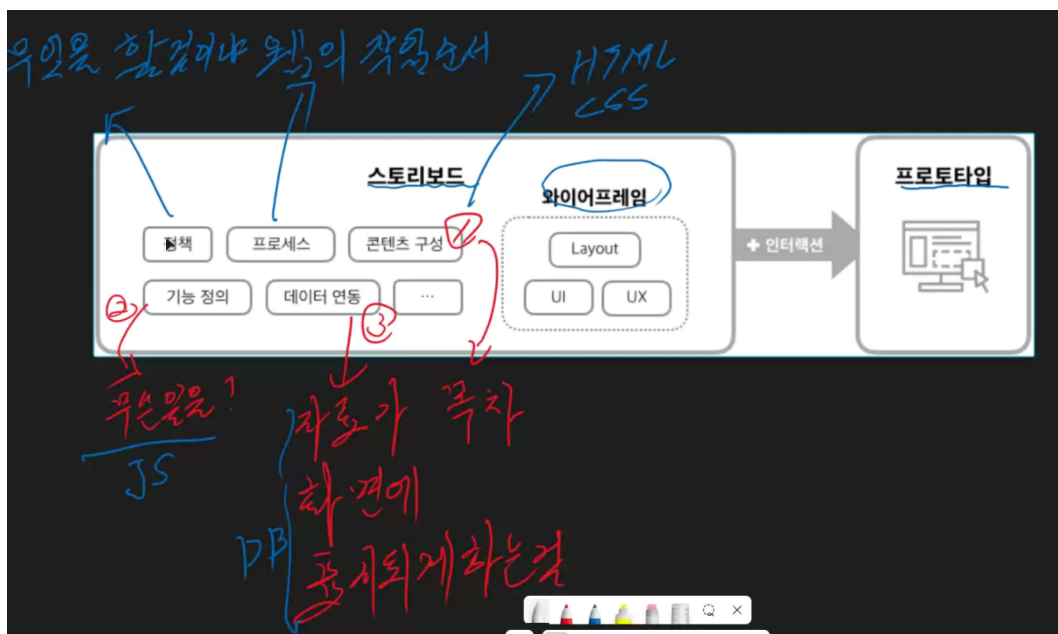 무엇을 할것이냐 웹의 작업순서
HTML
CSS
스토리보드
와이어프레임
프로토타입
정책
프로세스
콘텐츠 구성
1
Layout
+ 인터랙션
2
기능 정의
데이터 연동
...
3
UI
UX
무슨일을?
JS
자료가
목차
화면에
DB
표시되게하는걸